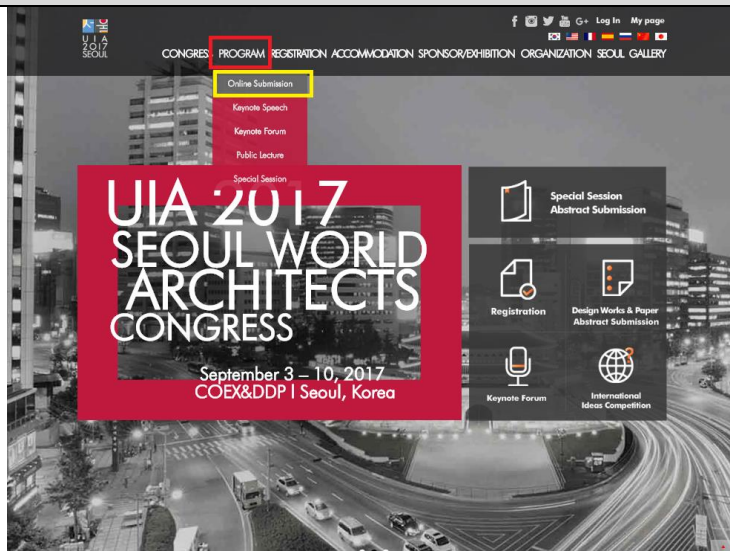 G+ Log In My page
UIA
2017
SEOUL
CONGRESS PROGRAM REGISTRATION ACCOMMODATION SPONSOR/EXHIBITION ORGANIZATION SEOUL GALLERY
Online Submission
Keynote Speech
Keynote Forum
Public Lecture
Special Session
UIA 2017
SEOUL WORLD
ARCHITECTS
CONGRESS
September 3 – 10, 2017
COEX&DDP | Seoul, Korea
Special Session
Abstract Submission
Registration
Design Works & Paper
Abstract Submission
Keynote Forum
International
Ideas Competition